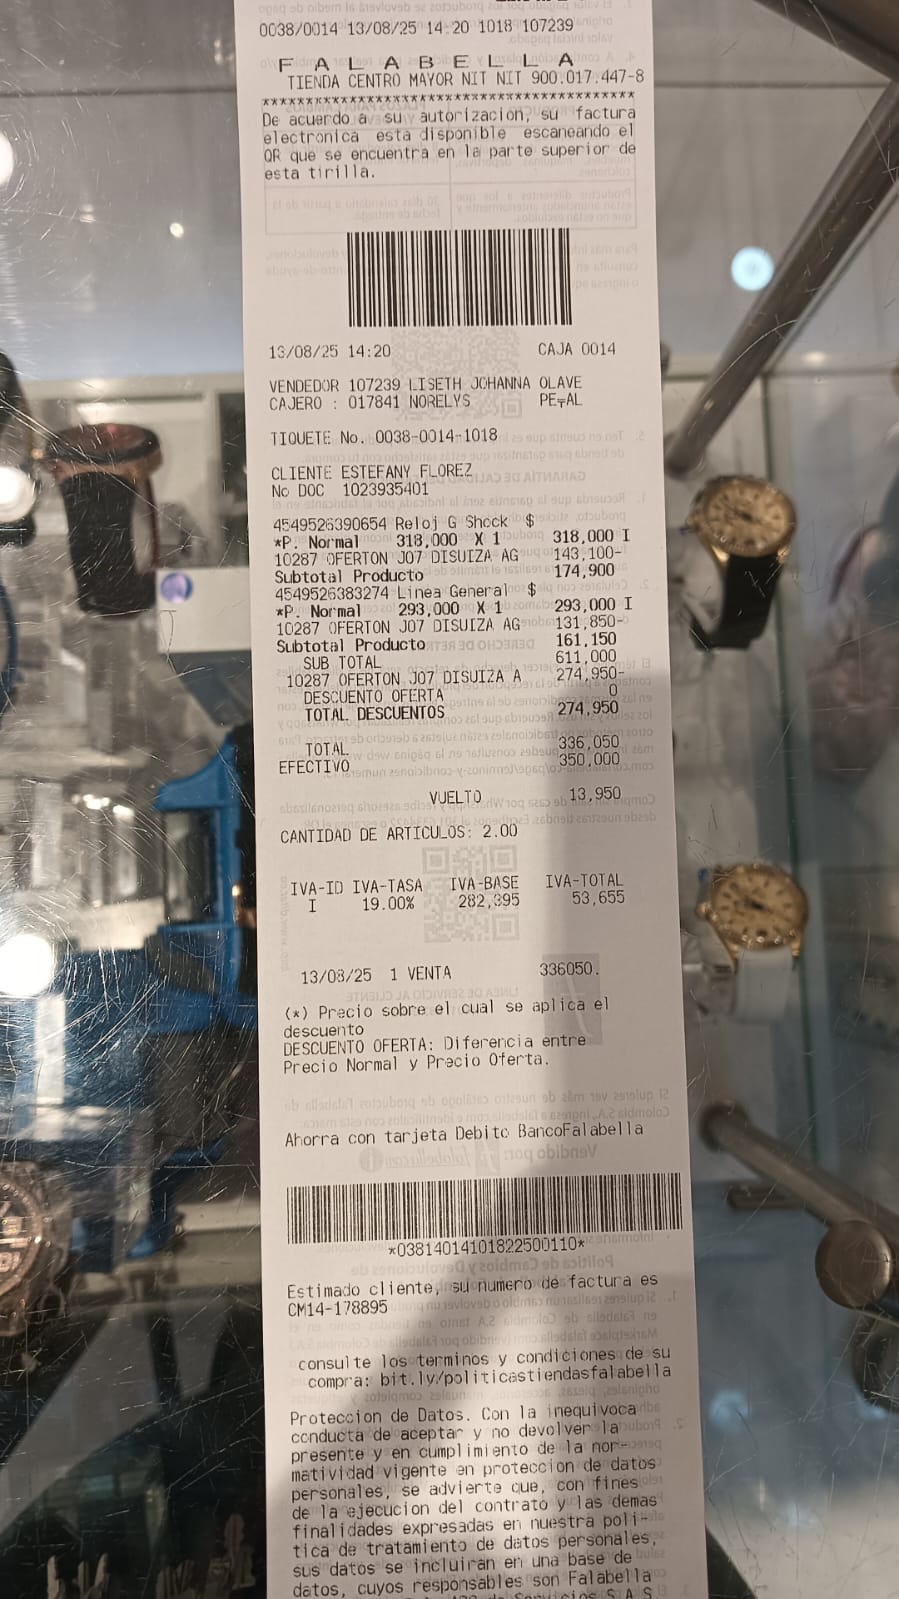 0038/0014 13/08/25 14:20 1018 107239
F A L A B E L L A
TIENDA CENTRO MAYOR NIT NIT 900.017.447-8
******************************************
De acuerdo a su autorización, su factura
electronica esta disponible escaneando el
QR que se encuentra en la parte superior de
esta tirilla.
13/08/25 14:20 CAJA 0014
VENDEDOR 107239 LISETH JOHANNA OLAVE
CAJERO : 017841 NORELYS
TIQUETE No. 0038-0014-1018
CLIENTE ESTEFANY FLOREZ
No DOC 1023935401
4549526390654 Reloj G Shock $
*P. Normal 318,000 X 1 318,000 I
10287 OFERTON J07 DISUIZA AG 143,100-
Subtotal Producto 174,900
4549526383274 Linea General $
*P. Normal 293,000 X 1 293,000 I
10287 OFERTON J07 DISUIZA AG 131,850-
Subtotal Producto 161,150
SUB TOTAL 611,000
10287 OFERTON J07 DISUIZA A 274,950-
DESCUENTO OFERTA 0
TOTAL DESCUENTOS 274,950
TOTAL 336,050
EFECTIVO 350,000
VUELTO 13,950
CANTIDAD DE ARTICULOS: 2.00
IVA-ID IVA-TASA IVA-BASE IVA-TOTAL
I 19.00% 282,395 53,655
13/08/25 1 VENTA 336050.
(*) Precio sobre el cual se aplica el
descuento
DESCUENTO OFERTA: Diferencia entre
Precio Normal y Precio Oferta.
Ahorra con tarjeta Debito BancoFalabella
*03814014101822500110*
Estimado cliente, su numero de factura es
CM14-178895
consulte los terminos y condiciones de su
compra: bit.ly/politicastiendasfalabella
Proteccion de Datos. Con la inequivoca
conducta de aceptar y no devolver la
presente y en cumplimiento de la nor-
matividad vigente en proteccion de datos
personales, se advierte que, con fines
de la ejecucion del contrato y las demas
finalidades expresadas en nuestra poli-
tica de tratamiento de datos personales,
sus datos se incluiran en una base de
datos, cuyos responsables son Falabella